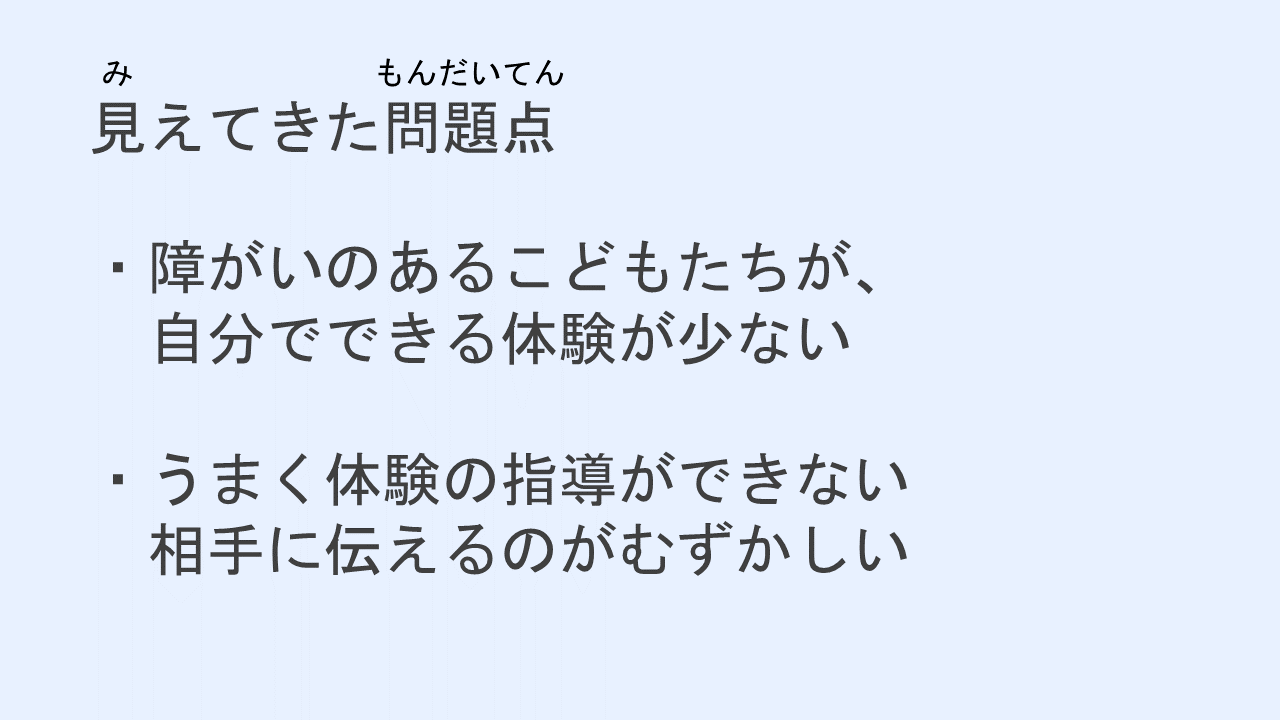 み もんだいてん
見えてきた問題点
・障がいのあるこどもたちが、
自分でできる体験が少ない
・うまく体験の指導ができない
相手に伝えるのがむずかしい